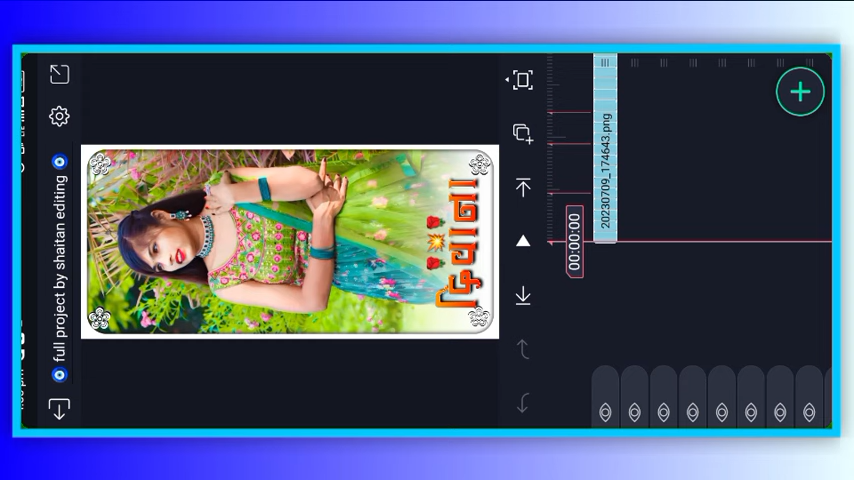 full project by shaitan editing
दिवाना
00:00:00
20230709_174643.png